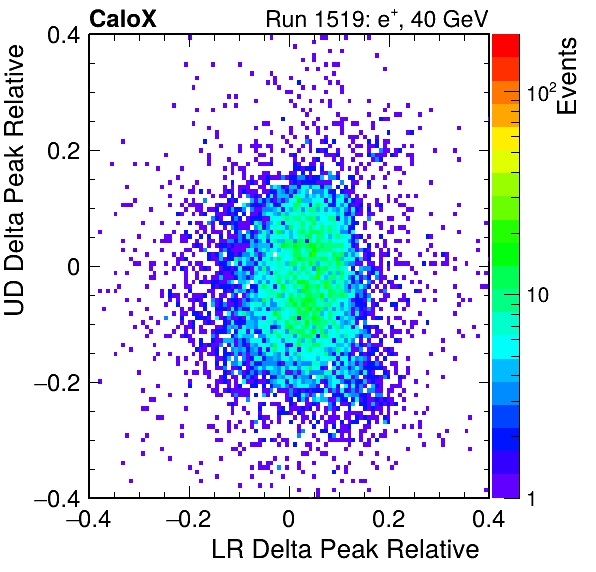 CaloX Run 1519: e⁺, 40 GeV
UD Delta Peak Relative
0.4
0.2
0
−0.2
−0.4
−0.4 −0.2 0 0.2 0.4
LR Delta Peak Relative
Events
10²
10
1